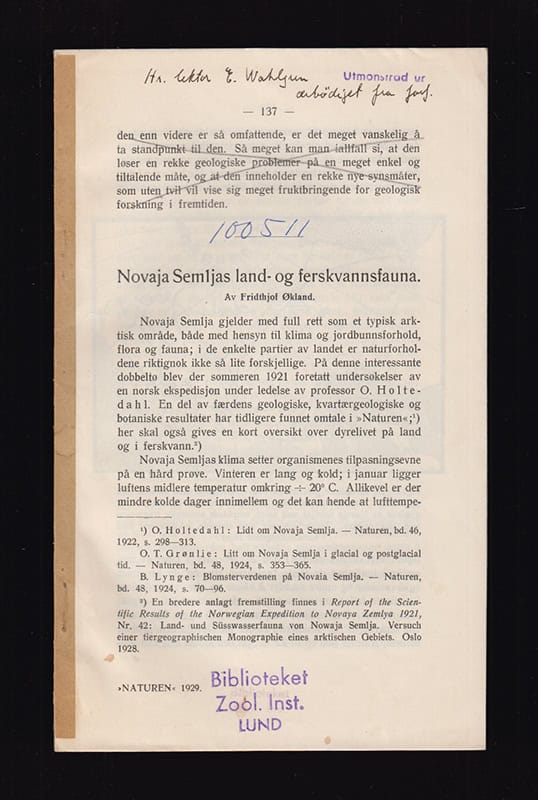 Hr. lektor E. Wahlgren
Utmönstrad ur
ærbödigst fra forf.
— 137 —
den enn videre er så omfattende, er det meget vanskelig å
ta standpunkt til den. Så meget kan man iallfall si, at den
løser en rekke geologiske problemer på en meget enkel og
tiltalende måte, og at den inneholder en rekke nye synsmåter,
som uten tvil vil vise sig meget fruktbringende for geologisk
forskning i fremtiden.
100511
Novaja Semljas land- og ferskvannsfauna.
Av Fridthjof Økland.
Novaja Semlja gjelder med full rett som et typisk ark-
tisk område, både med hensyn til klima og jordbunnsforhold,
flora og fauna; i de enkelte partier av landet er naturforhol-
dene riktignok ikke så lite forskjellige. På denne interessante
dobbeltø blev der sommeren 1921 foretatt undersøkelser av
en norsk ekspedisjon under ledelse av professor O. Holte-
dahl. En del av færdens geologiske, kvartærgeologiske og
botaniske resultater har tidligere funnet omtale i »Naturen«;¹)
her skal også gives en kort oversikt over dyrelivet på land
og i ferskvann.²)
Novaja Semljas klima setter organismenes tilpasningsevne
på en hård prøve. Vinteren er lang og kold; i januar ligger
luftens midlere temperatur omkring ÷ 20° C. Allikevel er der
mindre kolde dager innimellem og det kan hende at lufttempe-
¹) O. Holtedahl: Lidt om Novaja Semlja. — Naturen, bd. 46,
1922, s. 298—313.
O. T. Grønlie: Litt om Novaja Semlja i glacial og postglacial
tid. — Naturen, bd. 48, 1924, s. 353—365.
B. Lynge: Blomsterverdenen på Novaia Semlja. — Naturen,
bd. 48, 1924, s. 70—96.
²) En bredere anlagt fremstilling finnes i Report of the Scien-
tific Results of the Norwegian Expedition to Novaya Zemlya 1921,
Nr. 42: Land- und Süsswasserfauna von Nowaja Semlja. Versuch
einer tiergeographischen Monographie eines arktischen Gebiets. Oslo
1928.
»NATUREN« 1929.
Biblioteket
Zool. Inst.
LUND